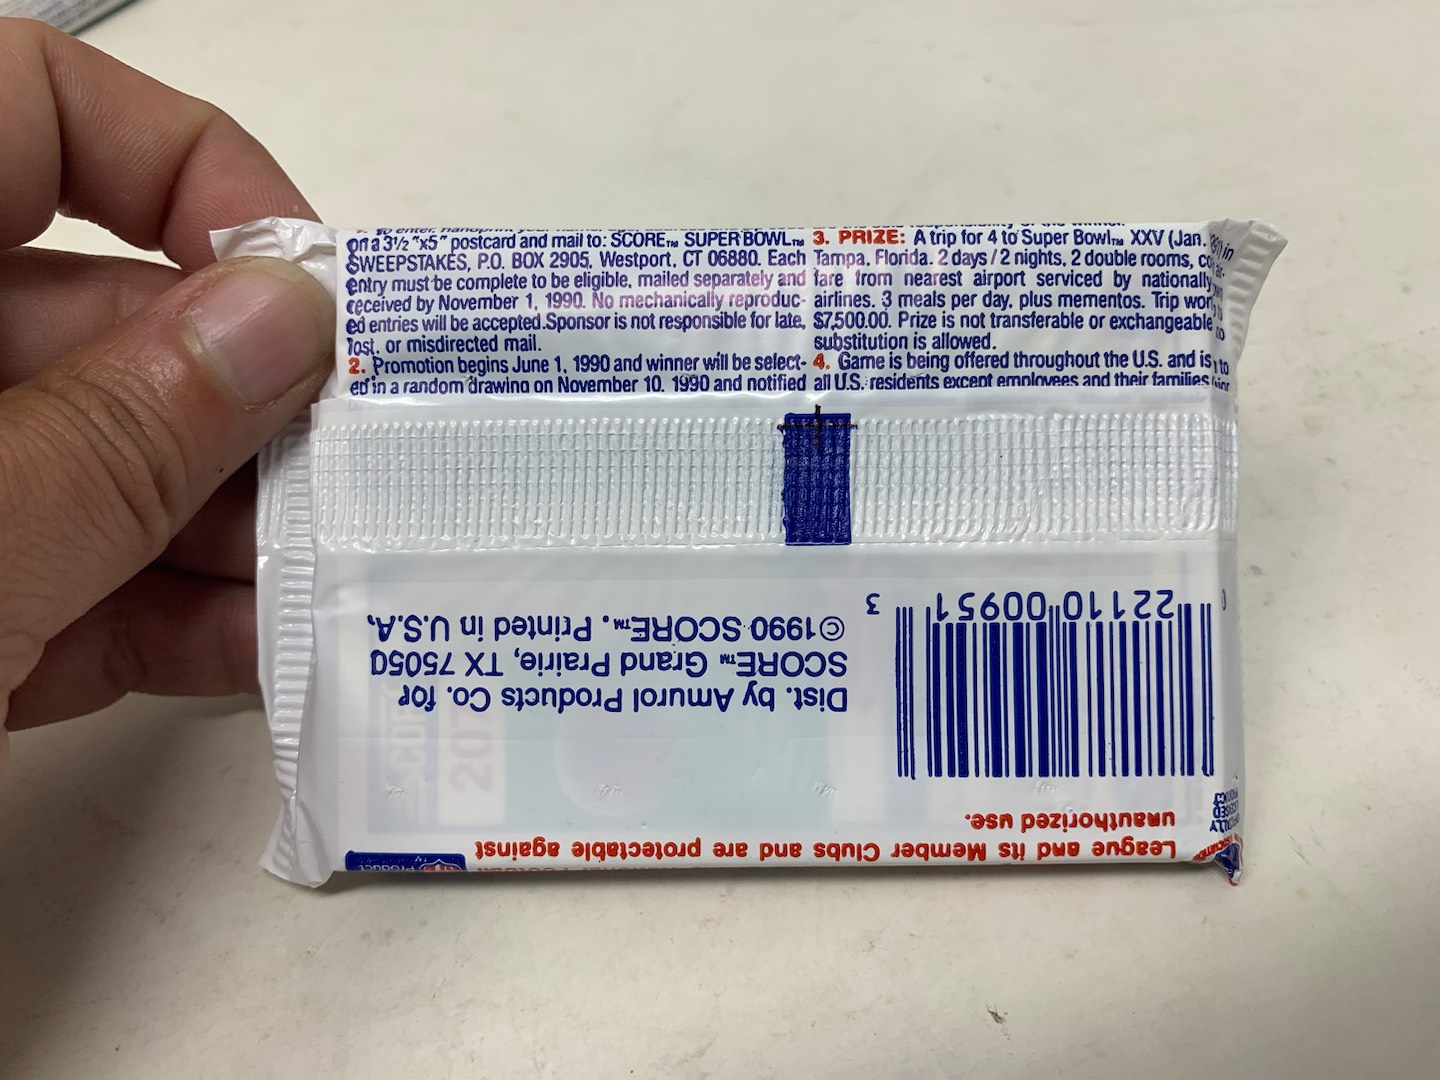 on a 3½"x5" postcard and mail to: SCORE™ SUPER BOWL™
SWEEPSTAKES, P.O. BOX 2905, Westport, CT 06880. Each
entry must be complete to be eligible, mailed separately and
received by November 1, 1990. No mechanically reproduc-
ed entries will be accepted. Sponsor is not responsible for late,
lost, or misdirected mail.
2. Promotion begins June 1, 1990 and winner will be select-
ed in a random drawing on November 10, 1990 and notified
3. PRIZE: A trip for 4 to Super Bowl™ XXV (Jan. in
Tampa, Florida. 2 days/2 nights, 2 double rooms,
fare from nearest airport serviced by nationally
airlines. 3 meals per day, plus mementos. Trip
$7,500.00. Prize is not transferable or exchangeable
substitution is allowed.
4. Game is being offered throughout the U.S. and is to
all U.S. residents except employees and their families
League and its Member Clubs and are protectable against
unauthorized use.
Dist. by Amurol Products Co. for
SCORE™ Grand Prairie, TX 75050
©1990 SCORE™. Printed in U.S.A.
0 22110 00951 3
Product